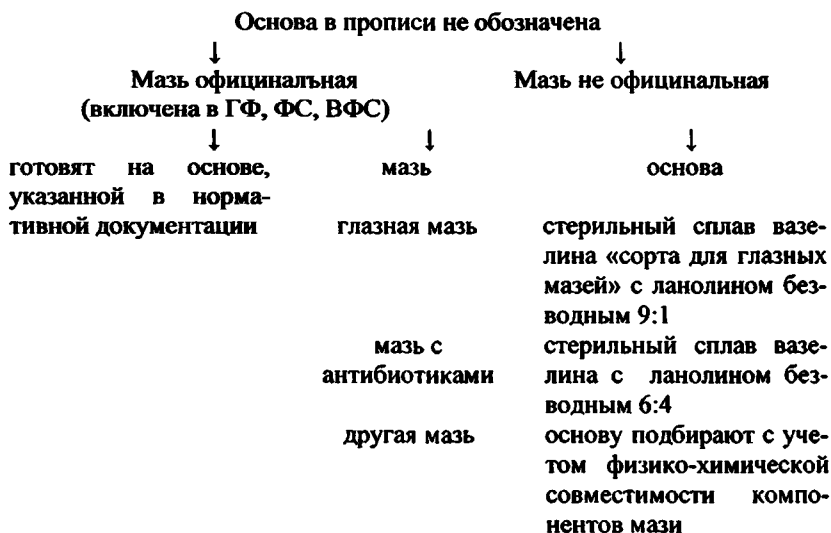 Основа в прописи не обозначена
↓ ↓
Мазь официнальная Мазь не официнальная
(включена в ГФ, ФС, ВФС)
↓ ↓ ↓
готовят на основе, мазь основа
указанной в норма-
тивной документации глазная мазь стерильный сплав вазе-
лина «сорта для глазных
мазей» с ланолином без-
водным 9:1
мазь с стерильный сплав вазе-
антибиотиками лина с ланолином без-
водным 6:4
другая мазь основу подбирают с уче-
том физико-химической
совместимости компо-
нентов мази